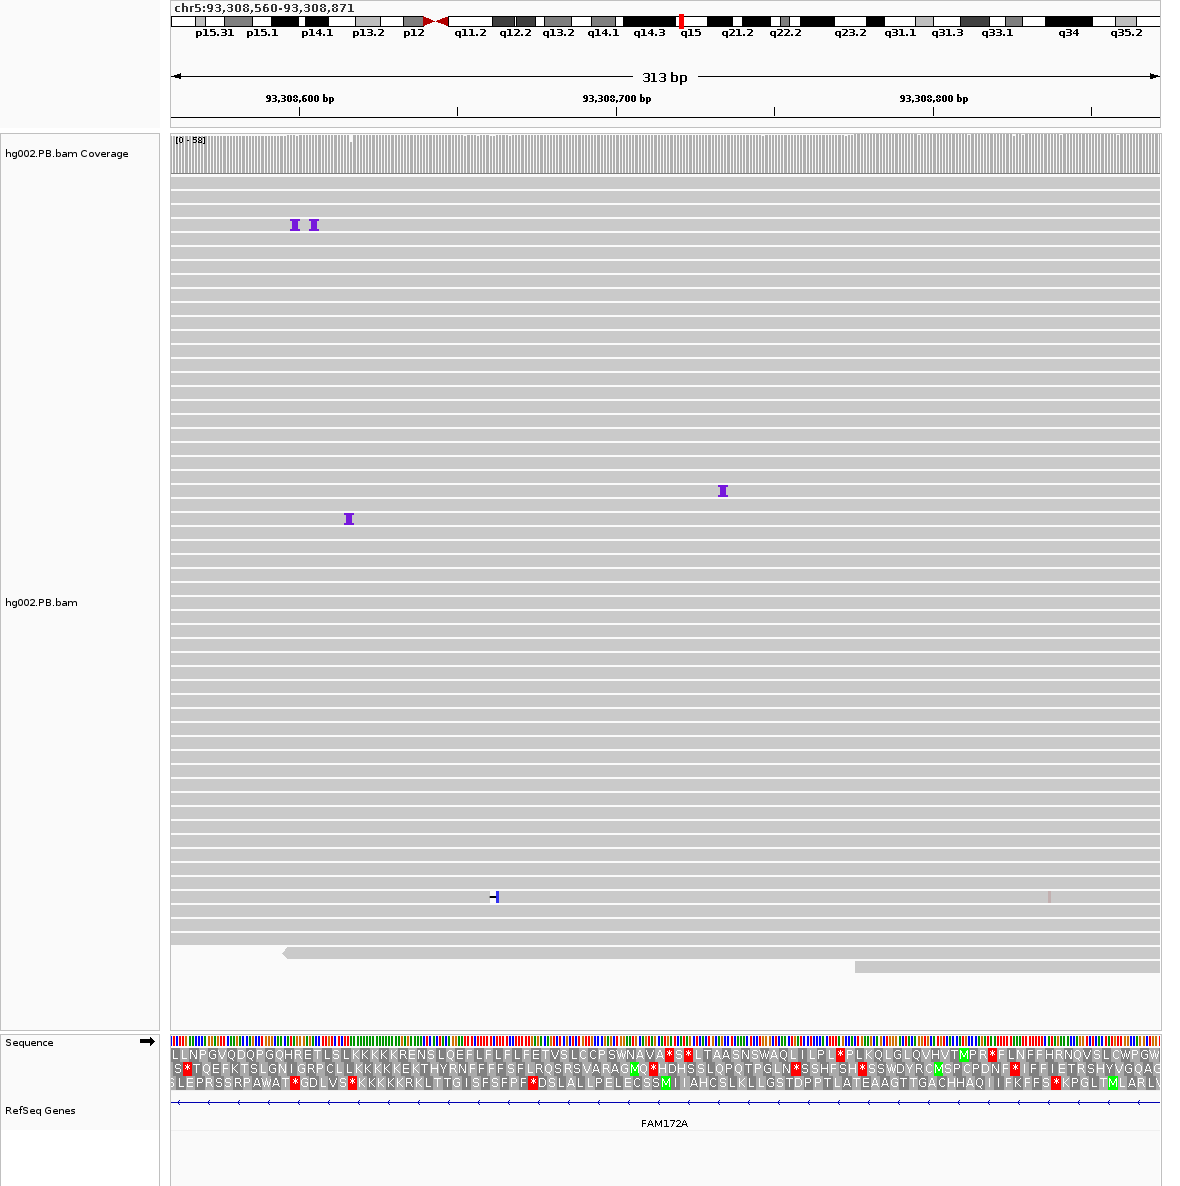 chr5:93,308,560-93,308,871
p15.31 p15.1 p14.1 p13.2 p12 q11.2 q12.2 q13.2 q14.1 q14.3 q15 q21.2 q22.2 q23.2 q31.1 q31.3 q33.1 q34 q35.2
313 bp
93,308,600 bp 93,308,700 bp 93,308,800 bp
[0 - 58]
hg002.PB.bam Coverage
hg002.PB.bam
Sequence
LLNPGVQDQPGQHRETLSLKKKKKRENSLQEFLFLFLFETVSLCCPSWNAVA*S*LTAASNSWAQLILPL*PLKQLGLQVHVTMPR*FLNFFHRNQVSLCWPGW
S*TQEFKTSLGNIGRPCLLKKKKKEKTHYRNFFFFSFLRQSRSVARAGMQ*HDHSSLQPQTPGLN*SSHFSH*SSWDYRCMSPCPDNF*IFFIETRSHYVGQAG
SLEPRSSRPAWAT*GDLVS*KKKKKRKLTTGISFSFPF*DSLALLPELECSSMIIAHCSLKLLGSTDPPTLATEAAGTTGACHHAQIIFKFFS*KPGLTMLARLV
RefSeq Genes
FAM172A